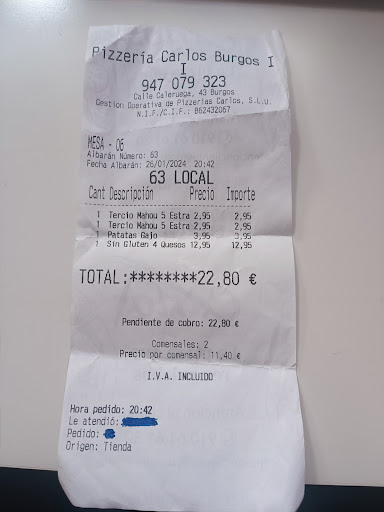 Pizzería Carlos Burgos I
I
947 079 323
Calle Caleruega, 43 Burgos
Gestion Operativa de Pizzerias Carlos, S.L.U.
N.I.F./C.I.F.: B62432067
MESA - 06
Albarán Número: 63
Fecha Albarán: 26/01/2024 20:42
63 LOCAL
Cant Descripción Precio Importe
1 Tercio Mahou 5 Estra 2,95 2,95
1 Tercio Mahou 5 Estra 2,95 2,95
1 Patatas Gajo 3,95 3,95
1 Sin Gluten 4 Quesos 12,95 12,95
TOTAL:********22,80 €
Pendiente de cobro: 22,80 €
Comensales: 2
Precio por comensal: 11,40 €
I.V.A. INCLUIDO
Hora pedido: 20:42
Le atendió:
Pedido:
Origen: Tienda